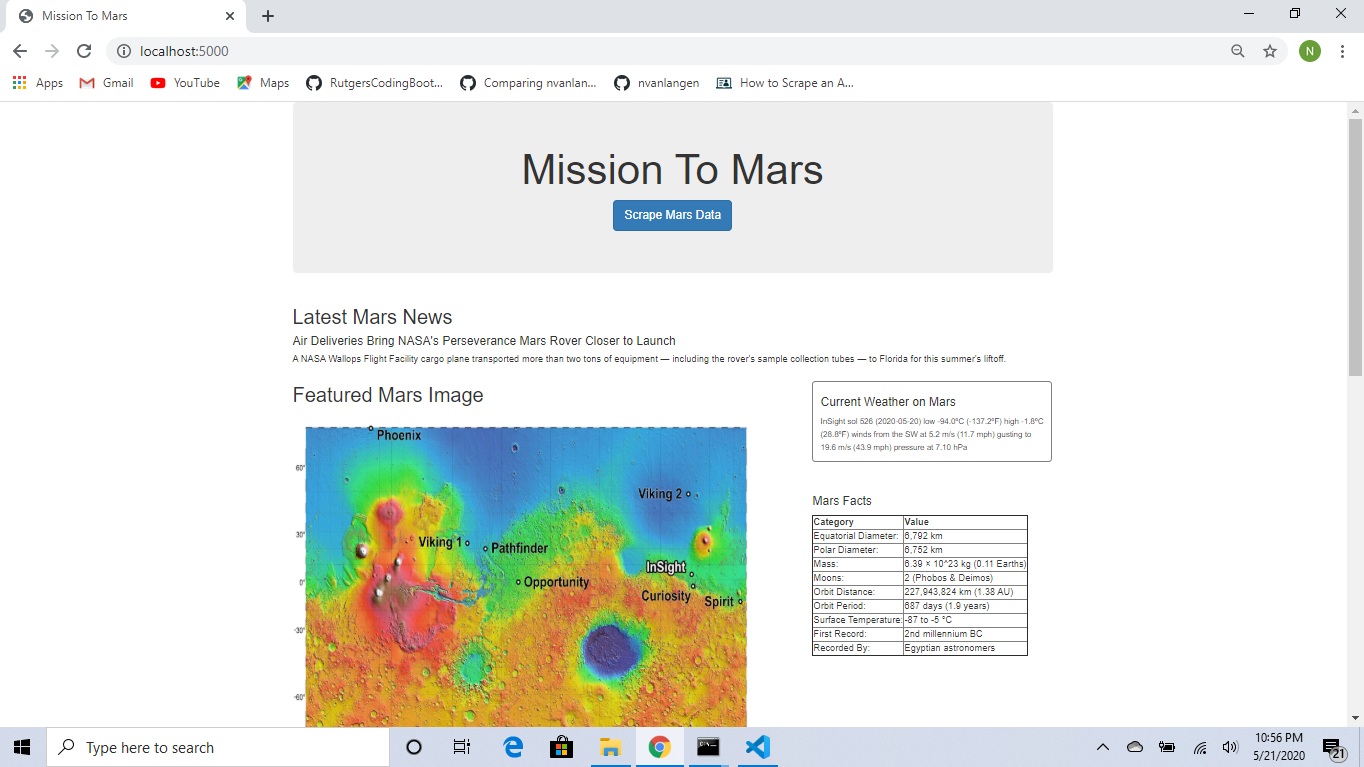 Mission To Mars
localhost:5000
N
Apps
Gmail
YouTube
Maps
RutgersCodingBoot...
Comparing nvanlan...
nvanlangen
How to Scrape an A...
Mission To Mars
Scrape Mars Data
Latest Mars News
Air Deliveries Bring NASA's Perseverance Mars Rover Closer to Launch
A NASA Wallops Flight Facility cargo plane transported more than two tons of equipment — including the rover's sample collection tubes — to Florida for this summer's liftoff.
Featured Mars Image
Phoenix
60°
Viking 2
30°
Viking 1
Pathfinder
InSight
0°
Opportunity
Curiosity
Spirit
-30°
-60°
Current Weather on Mars
InSight sol 526 (2020-05-20) low -94.0ºC (-137.2ºF) high -1.8ºC
(28.8ºF) winds from the SW at 5.2 m/s (11.7 mph) gusting to
19.6 m/s (43.9 mph) pressure at 7.10 hPa
Mars Facts
Category Value
Equatorial Diameter: 6,792 km
Polar Diameter: 6,752 km
Mass: 6.39 × 10^23 kg (0.11 Earths)
Moons: 2 (Phobos & Deimos)
Orbit Distance: 227,943,824 km (1.38 AU)
Orbit Period: 687 days (1.9 years)
Surface Temperature: -87 to -5 °C
First Record: 2nd millennium BC
Recorded By: Egyptian astronomers
Type here to search
10:56 PM
5/21/2020
21